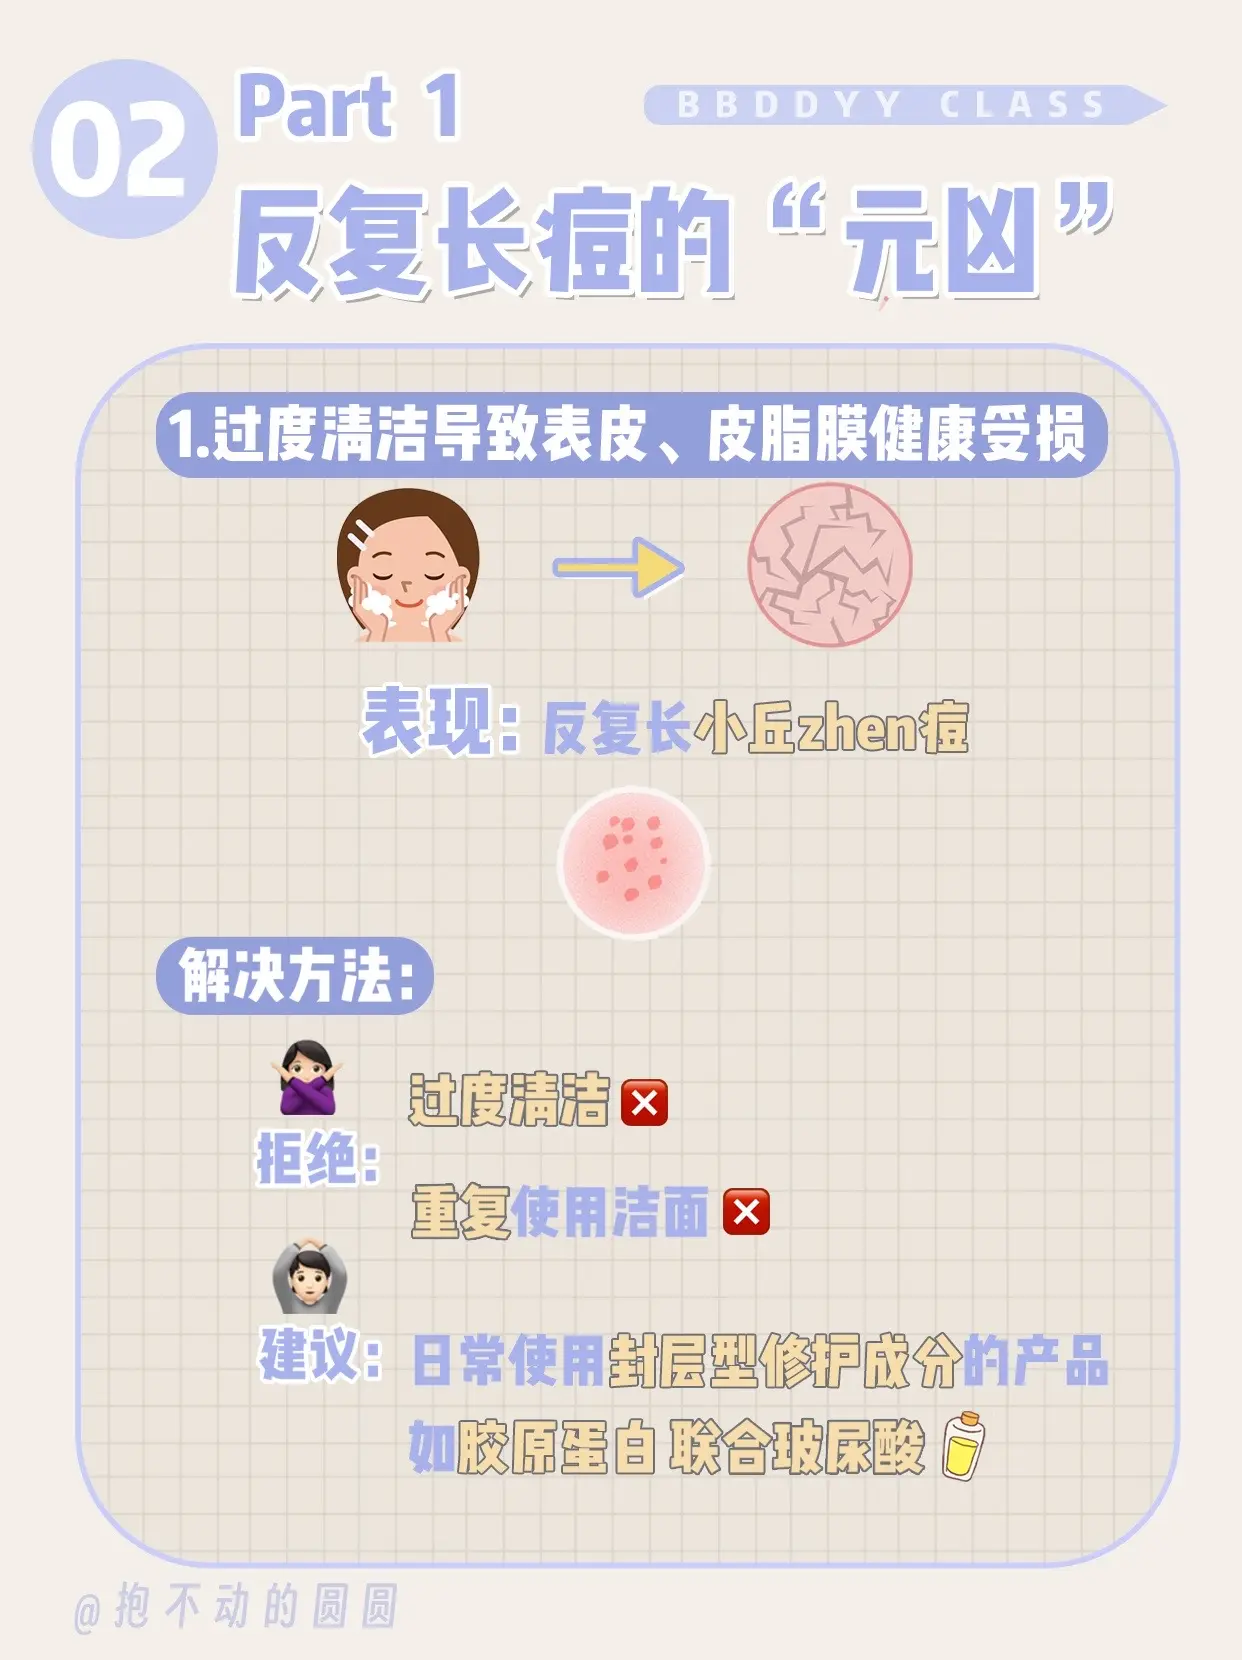 02
Part 1
BBDDYY CLASS
反复长痘的“元凶”
1.过度清洁导致表皮、皮脂膜健康受损
表现：反复长小丘zhen痘
解决方法：
过度清洁
拒绝：
重复使用洁面
建议：日常使用封层型修护成分的产品
如胶原蛋白 联合玻尿酸
@抱不动的圆圆